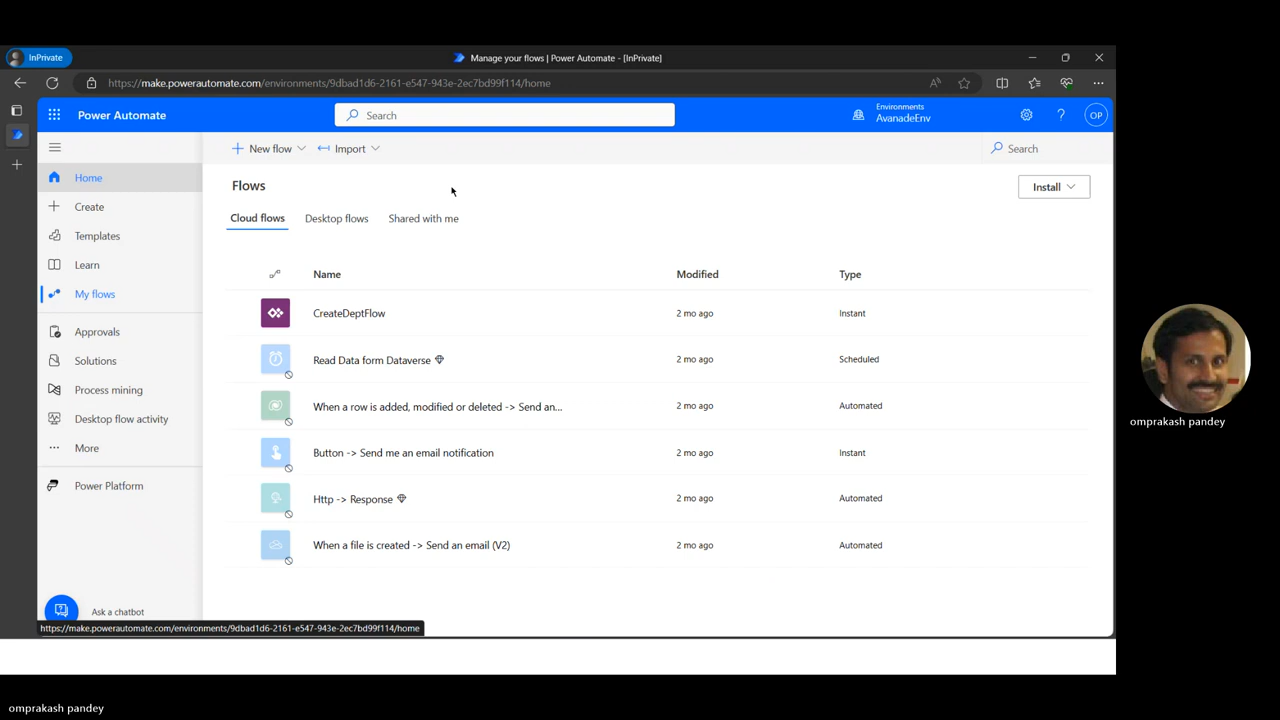 InPrivate
Manage your flows | Power Automate - [InPrivate]
https://make.powerautomate.com/environments/9dbad1d6-2161-e547-943e-2ec7bd99f114/home
Power Automate
Search
Environments
AvanadeEnv
OP
New flow
Import
Search
Home
Create
Templates
Learn
My flows
Approvals
Solutions
Process mining
Desktop flow activity
More
Power Platform
Ask a chatbot
Flows
Install
Cloud flows Desktop flows Shared with me
Name Modified Type
CreateDeptFlow 2 mo ago Instant
Read Data form Dataverse 2 mo ago Scheduled
When a row is added, modified or deleted -> Send an... 2 mo ago Automated
Button -> Send me an email notification 2 mo ago Instant
Http -> Response 2 mo ago Automated
When a file is created -> Send an email (V2) 2 mo ago Automated
https://make.powerautomate.com/environments/9dbad1d6-2161-e547-943e-2ec7bd99f114/home
omprakash pandey
omprakash pandey